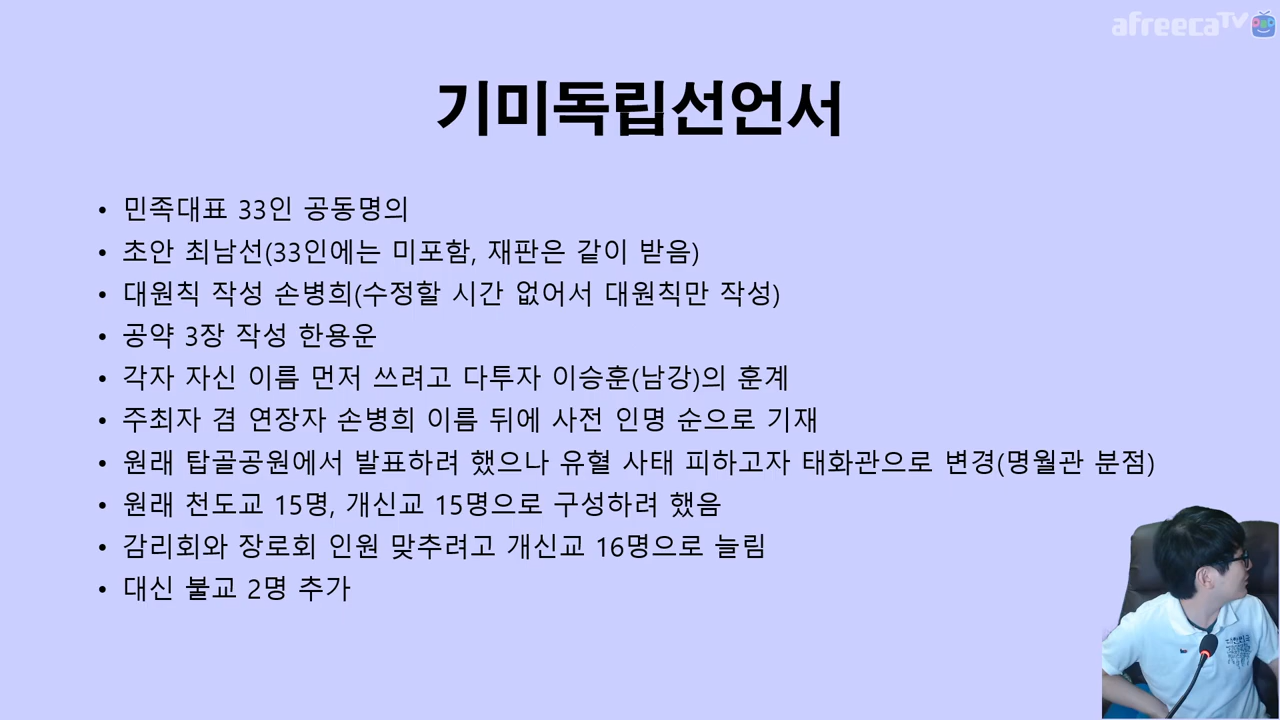 afreecaTV
기미독립선언서
• 민족대표 33인 공동명의
• 초안 최남선(33인에는 미포함, 재판은 같이 받음)
• 대원칙 작성 손병희(수정할 시간 없어서 대원칙만 작성)
• 공약 3장 작성 한용운
• 각자 자신 이름 먼저 쓰려고 다투자 이승훈(남강)의 훈계
• 주최자 겸 연장자 손병희 이름 뒤에 사전 인명 순으로 기재
• 원래 탑골공원에서 발표하려 했으나 유혈 사태 피하고자 태화관으로 변경(명월관 분점)
• 원래 천도교 15명, 개신교 15명으로 구성하려 했음
• 감리회와 장로회 인원 맞추려고 개신교 16명으로 늘림
• 대신 불교 2명 추가